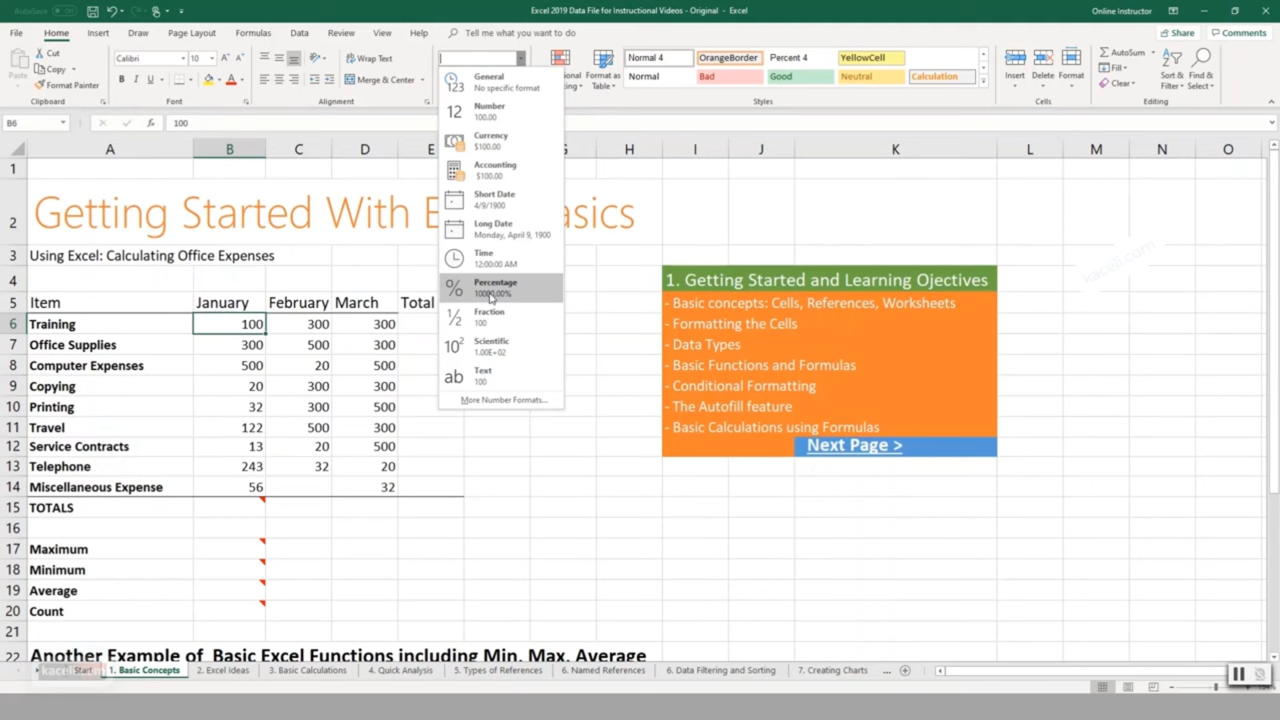 AutoSave Off
Excel 2019 Data File for Instructional Videos - Original - Excel
Online Instructor
File Home Insert Draw Page Layout Formulas Data Review View Help Tell me what you want to do Share Comments
Paste Cut Copy Format Painter Clipboard
Calibri 10 B I U Font
Wrap Text Merge & Center Alignment
Format as Table
Normal 4 OrangeBorder Percent 4 YellowCell
Normal Bad Good Neutral Calculation
Styles
Insert Delete Format Cells
AutoSum Fill Clear Sort & Filter Find & Select Editing
General
No specific format
Number
100.00
Currency
$100.00
Accounting
$100.00
Short Date
4/9/1900
Long Date
Monday, April 9, 1900
Time
12:00:00 AM
Percentage
10000.00%
Fraction
100
Scientific
1.00E+02
Text
100
More Number Formats...
B6 fx 100
A B C D E G H I J K L M N O
1
2 Getting Started With
3 Using Excel: Calculating Office Expenses
4
5 Item January February March Total
6 Training 100 300 300
7 Office Supplies 300 500 300
8 Computer Expenses 500 20 500
9 Copying 20 300 300
10 Printing 32 300 500
11 Travel 122 500 300
12 Service Contracts 13 20 500
13 Telephone 243 32 20
14 Miscellaneous Expense 56 32
15 TOTALS
16
17 Maximum
18 Minimum
19 Average
20 Count
21
22 Another Example of Basic Excel Functions including Min, Max, Average
1. Getting Started and Learning Ojectives
- Basic concepts: Cells, References, Worksheets
- Formatting the Cells
- Data Types
- Basic Functions and Formulas
- Conditional Formatting
- The Autofill feature
- Basic Calculations using Formulas
Next Page >
kaceli.com
Start 1. Basic Concepts 2. Excel Ideas 3. Basic Calculations 4. Quick Analysis 5. Types of References 6. Named References 6. Data Filtering and Sorting 7. Creating Charts ...